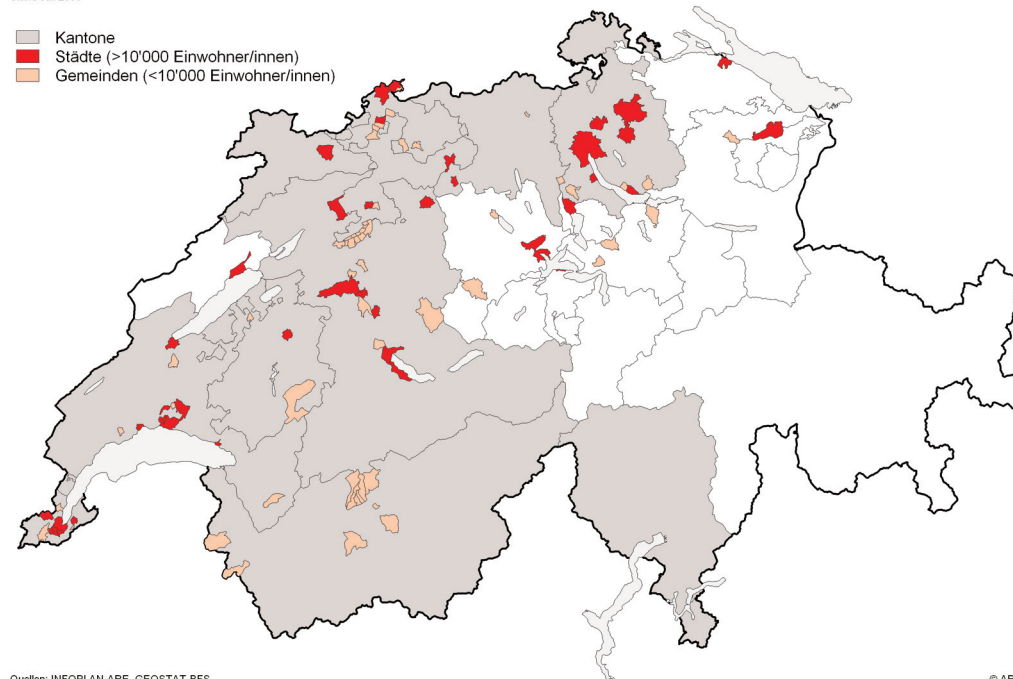 Kantone
Städte (>10'000 Einwohner/innen)
Gemeinden (<10'000 Einwohner/innen)
Quellen: INFOPLAN-ARE, GEOSTAT-BFS